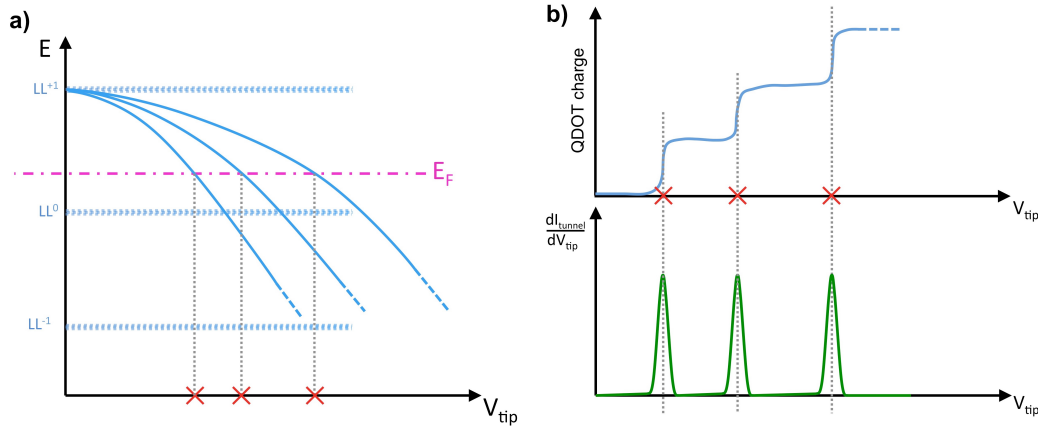 a)
E
LL+1
EF
LL0
LL-1
Vtip
b)
QDOT charge
Vtip
dItunnel
dVtip
Vtip